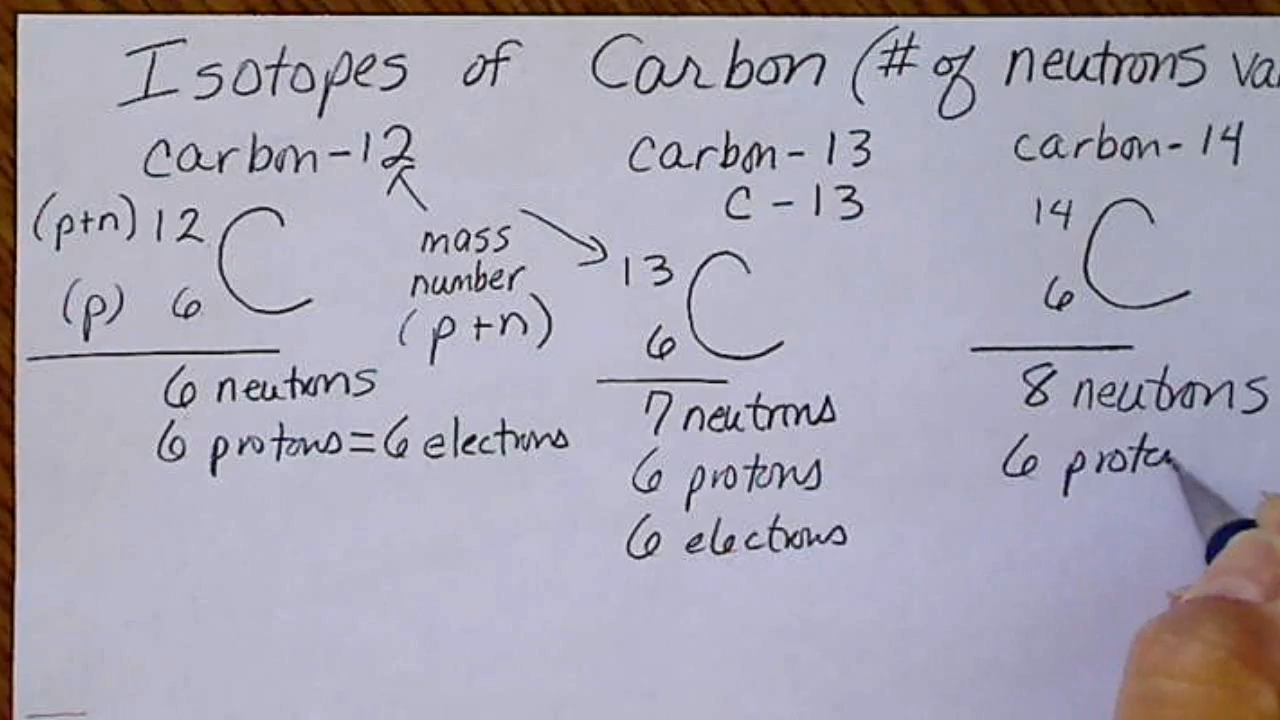 Isotopes of Carbon (# of neutrons
carbon-12
(p+n) 12 C
(p) 6
6 neutrons
6 protons = 6 electrons
mass
number
(p+n)
carbon-13
C-13
13 C
6
7 neutrons
6 protons
6 electrons
carbon-14
14 C
6
8 neutrons
6 proto